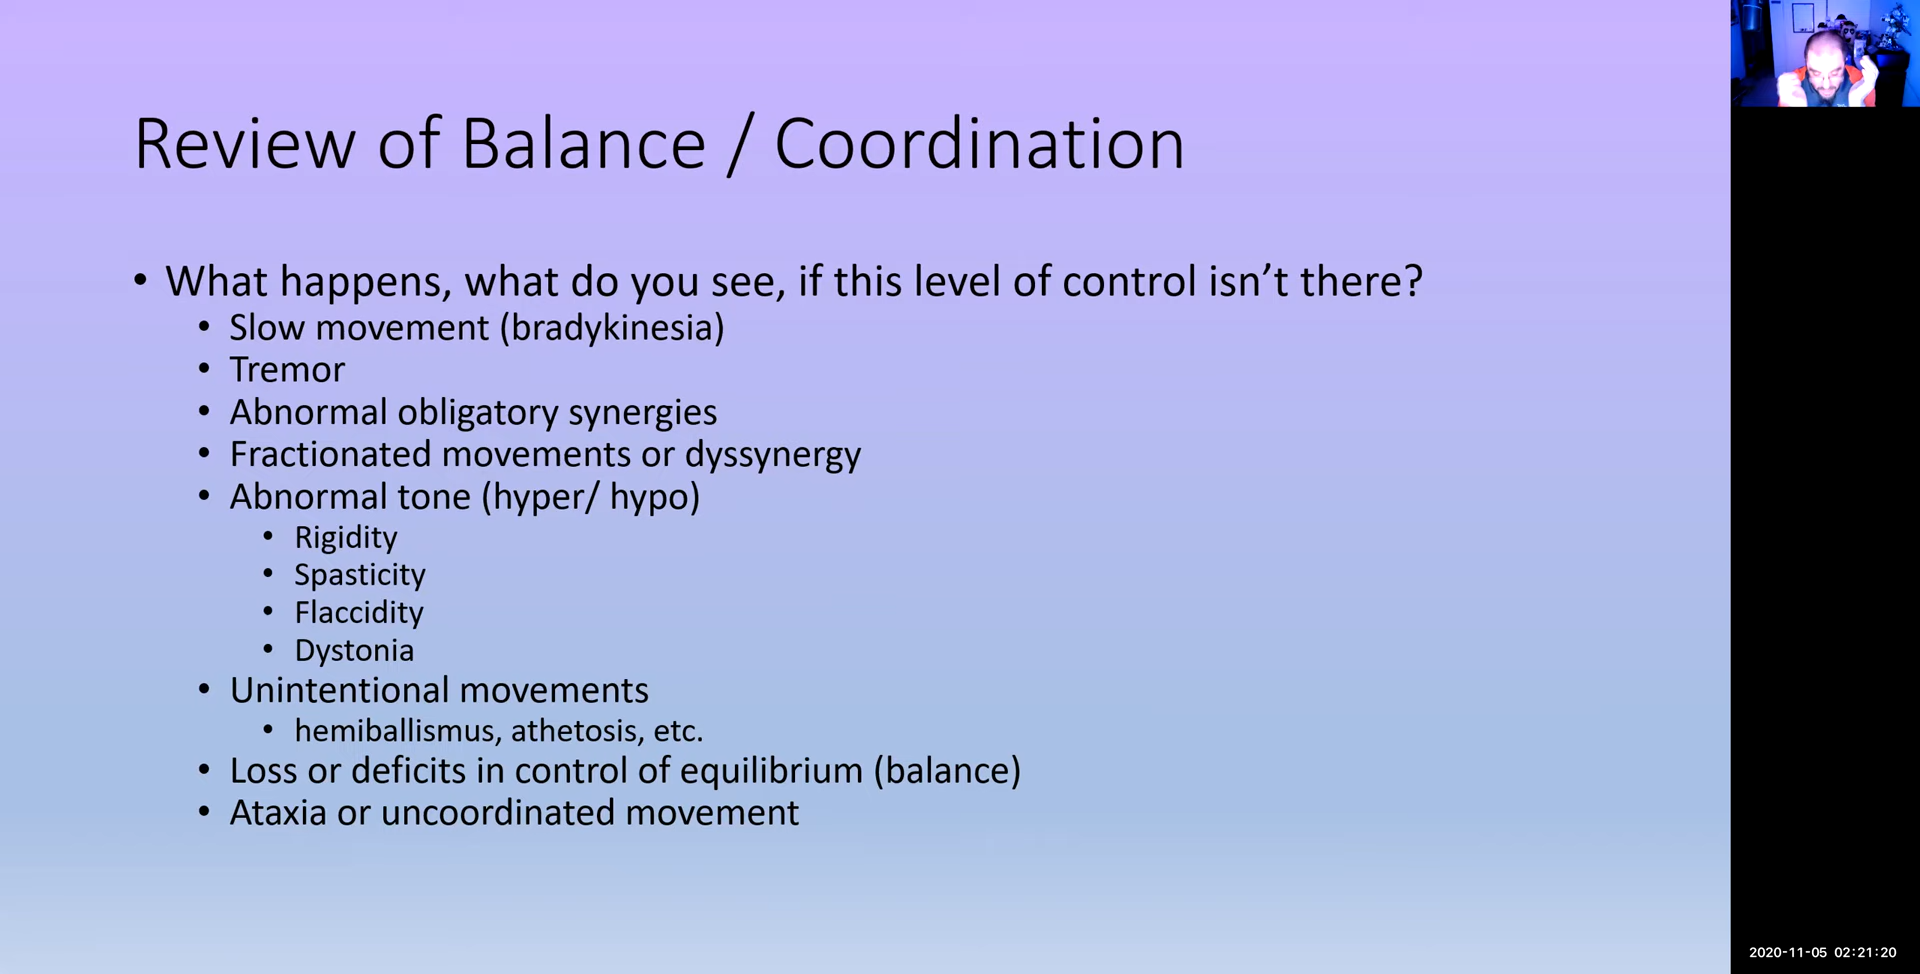 Review of Balance / Coordination
• What happens, what do you see, if this level of control isn’t there?
• Slow movement (bradykinesia)
• Tremor
• Abnormal obligatory synergies
• Fractionated movements or dyssynergy
• Abnormal tone (hyper/ hypo)
• Rigidity
• Spasticity
• Flaccidity
• Dystonia
• Unintentional movements
• hemiballismus, athetosis, etc.
• Loss or deficits in control of equilibrium (balance)
• Ataxia or uncoordinated movement
2020-11-05 02:21:20